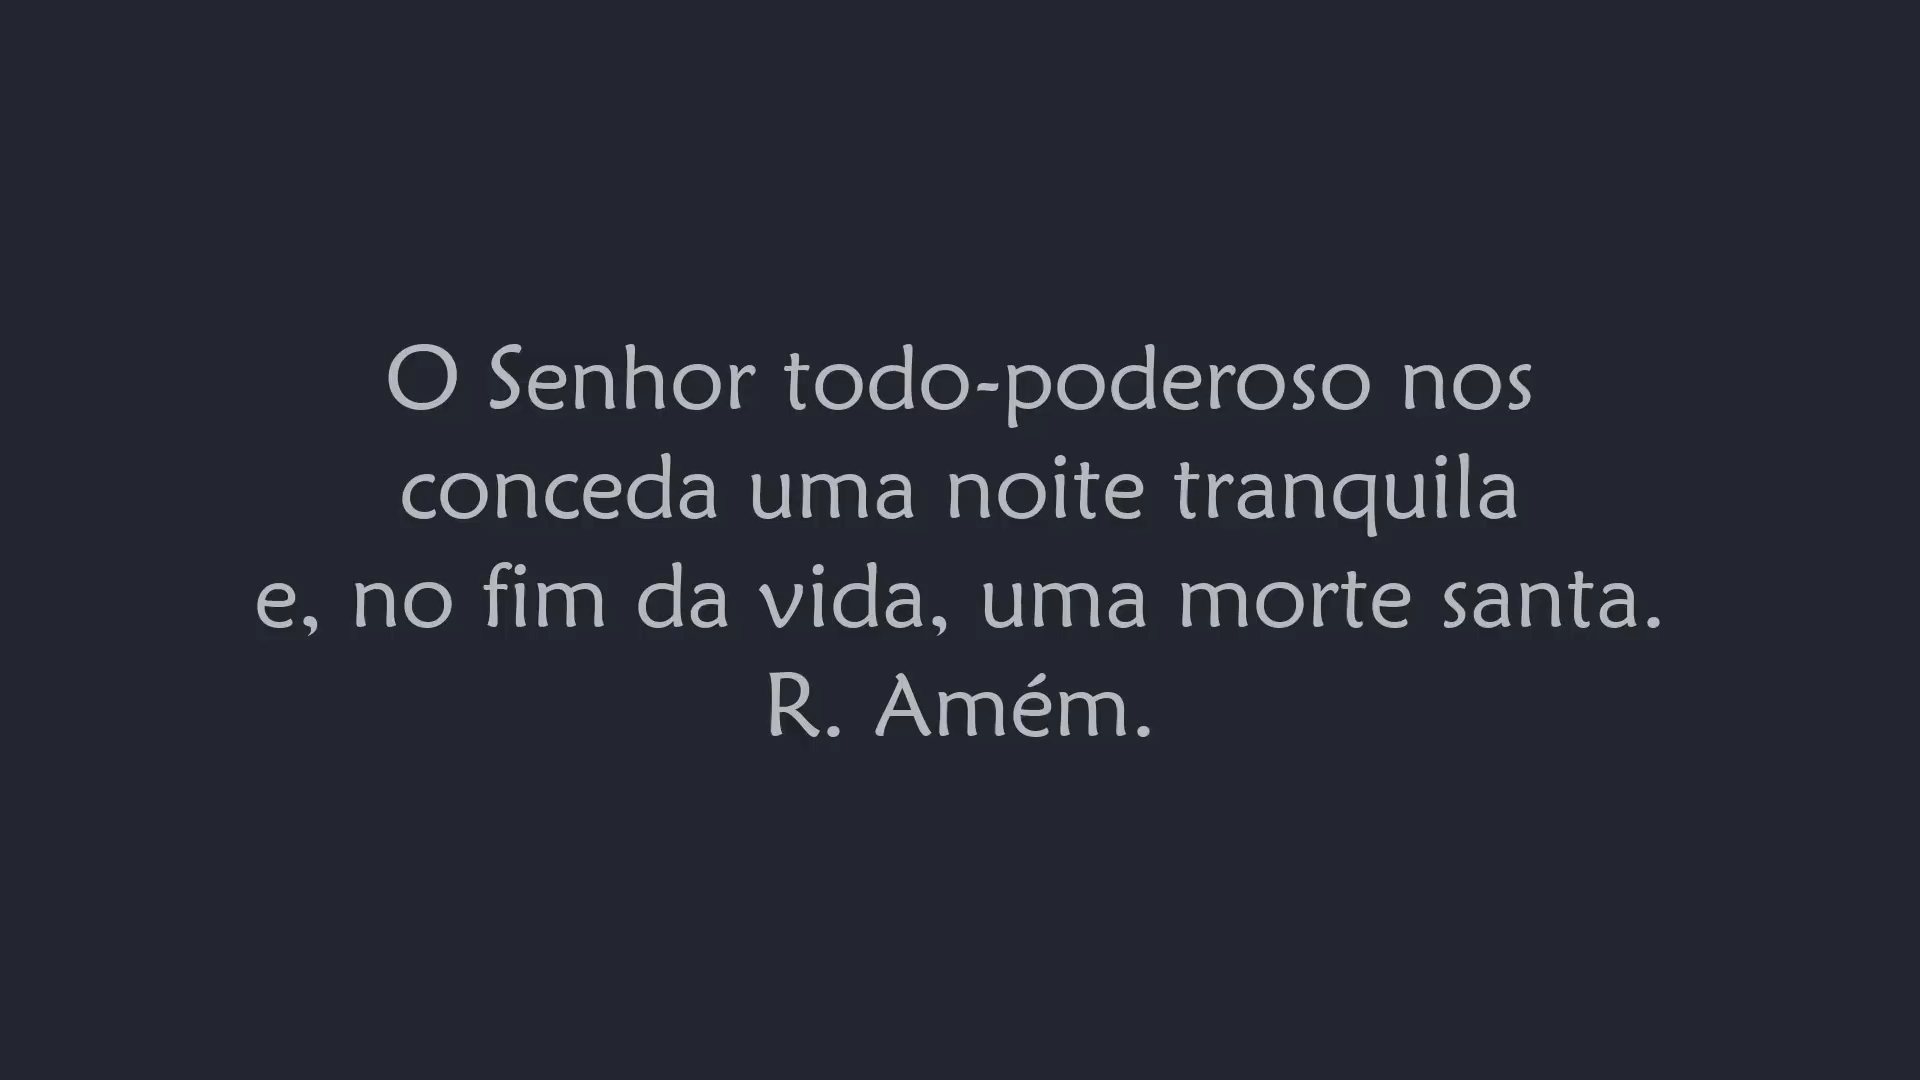 O Senhor todo-poderoso nos
conceda uma noite tranquila
e, no fim da vida, uma morte santa.
R. Amém.